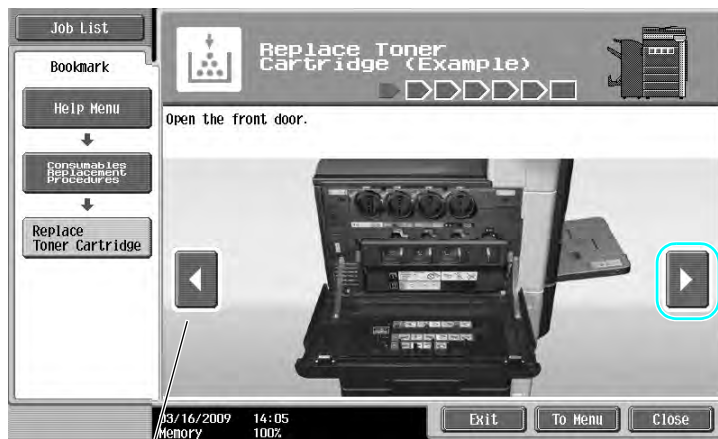 Job List
Bookmark
Help Menu
Consumables
Replacement
Procedures
Replace
Toner Cartridge
Replace Toner
Cartridge (Example)
Open the front door.
03/16/2009 14:05
Memory 100%
Exit
To Menu
Close